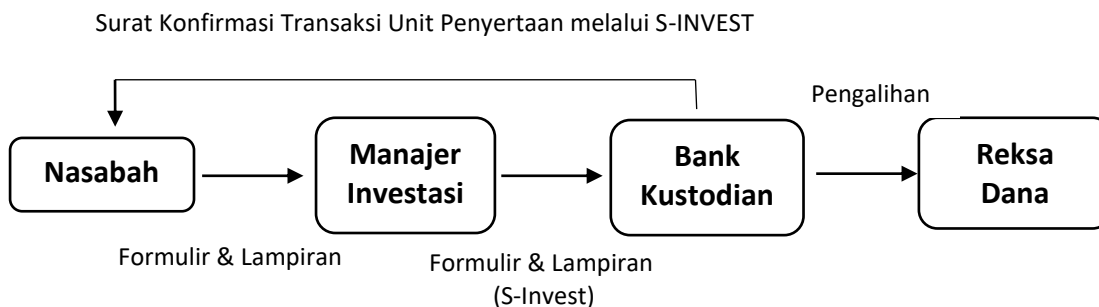 Surat Konfirmasi Transaksi Unit Penyertaan melalui S-INVEST
Pengalihan
Nasabah
Manajer
Investasi
Bank
Kustodian
Reksa
Dana
Formulir & Lampiran
Formulir & Lampiran
(S-Invest)